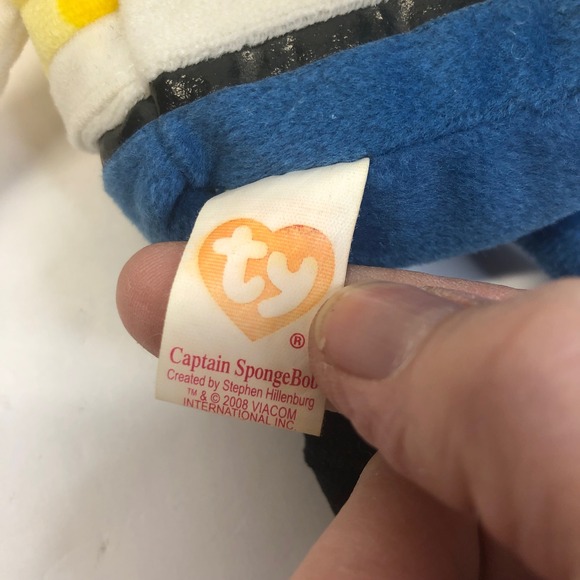 ty
®
Captain SpongeBob
Created by Stephen Hillenburg
™ & © 2008 VIACOM
INTERNATIONAL INC.